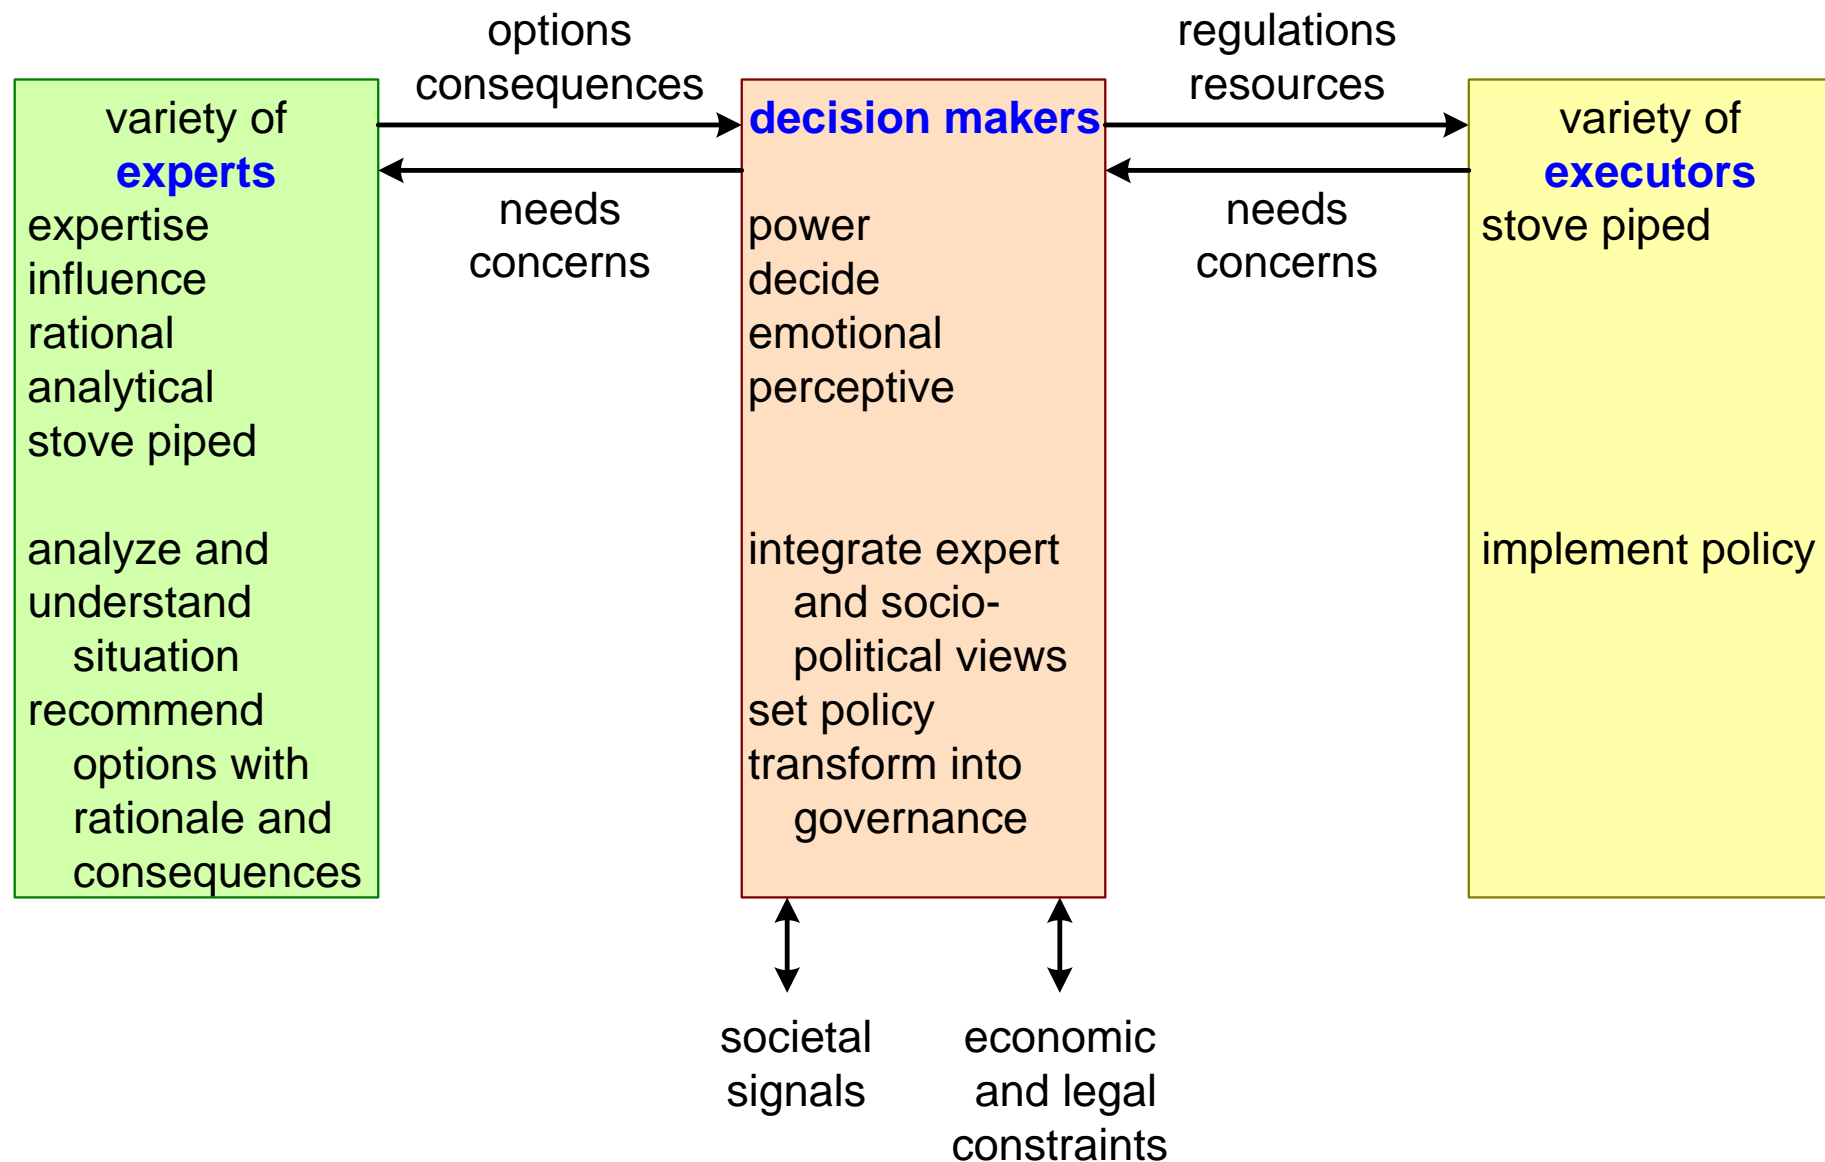 options
consequences
regulations
resources
variety of
experts
expertise
influence
rational
analytical
stove piped
analyze and
understand
situation
recommend
options with
rationale and
consequences
needs
concerns
decision makers
power
decide
emotional
perceptive
integrate expert
and socio-
political views
set policy
transform into
governance
needs
concerns
variety of
executors
stove piped
implement policy
societal
signals
economic
and legal
constraints